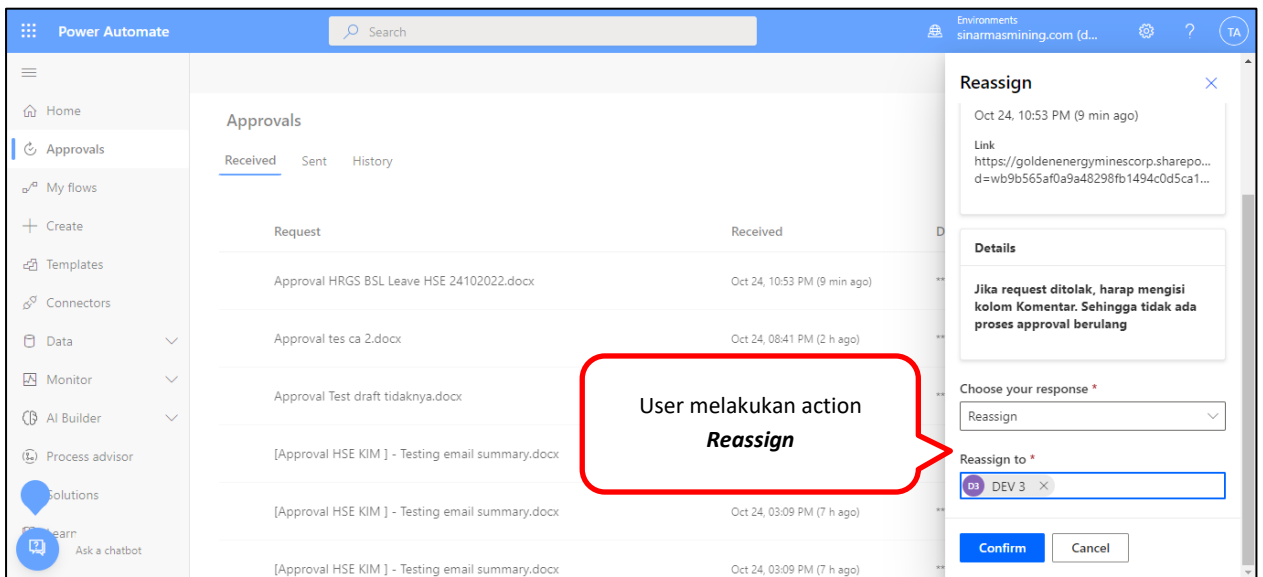 Power Automate
Search
Environments
sinarmasmining.com (d...
?
TA
Home
Approvals
My flows
Create
Templates
Connectors
Data
Monitor
AI Builder
Process advisor
Solutions
Learn
Ask a chatbot
Approvals
Received Sent History
Request Received D
Approval HRGS BSL Leave HSE 24102022.docx Oct 24, 10:53 PM (9 min ago) **
Approval tes ca 2.docx Oct 24, 08:41 PM (2 h ago) **
Approval Test draft tidaknya.docx **
[Approval HSE KIM ] - Testing email summary.docx **
[Approval HSE KIM ] - Testing email summary.docx Oct 24, 03:09 PM (7 h ago) **
[Approval HSE KIM ] - Testing email summary.docx Oct 24, 03:09 PM (7 h ago) **
User melakukan action
Reassign
Reassign
Oct 24, 10:53 PM (9 min ago)
Link
https://goldenenergyminescorp.sharepo...
d=wb9b565af0a9a48298fb1494c0d5ca1...
Details
Jika request ditolak, harap mengisi
kolom Komentar. Sehingga tidak ada
proses approval berulang
Choose your response *
Reassign
Reassign to *
D3 DEV 3
Confirm Cancel